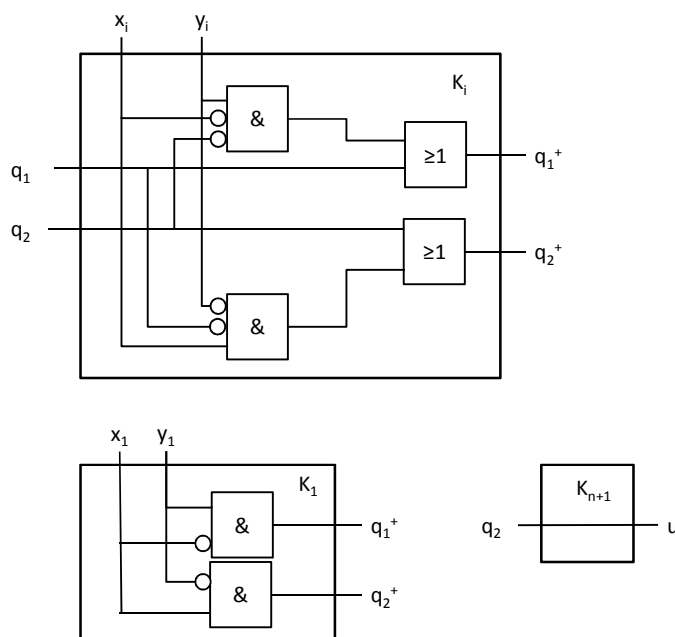 xᵢ yᵢ
Kᵢ
&
≥1 q₁⁺
q₁
q₂
≥1 q₂⁺
&
x₁ y₁
K₁
& q₁⁺
& q₂⁺
Kₙ₊₁
q₂ u